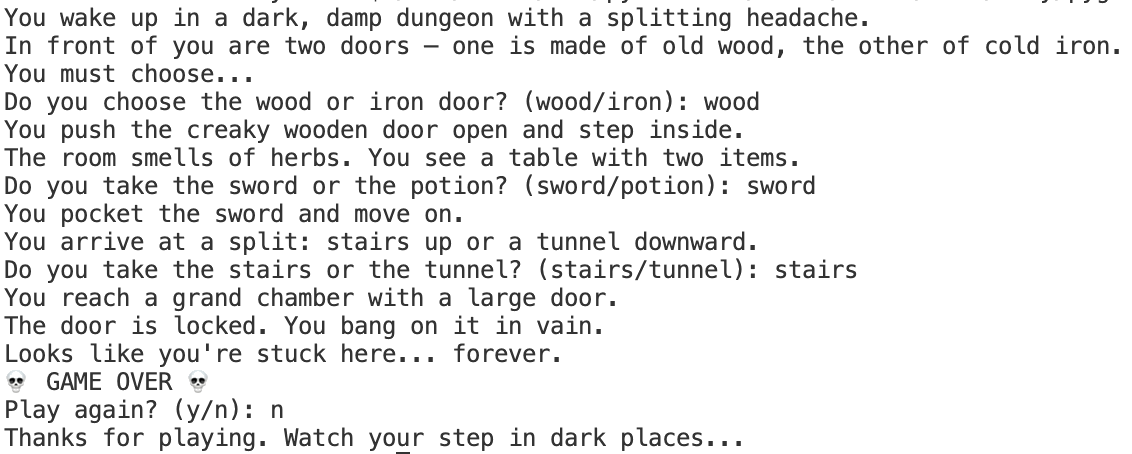 You wake up in a dark, damp dungeon with a splitting headache.
In front of you are two doors — one is made of old wood, the other of cold iron.
You must choose...
Do you choose the wood or iron door? (wood/iron): wood
You push the creaky wooden door open and step inside.
The room smells of herbs. You see a table with two items.
Do you take the sword or the potion? (sword/potion): sword
You pocket the sword and move on.
You arrive at a split: stairs up or a tunnel downward.
Do you take the stairs or the tunnel? (stairs/tunnel): stairs
You reach a grand chamber with a large door.
The door is locked. You bang on it in vain.
Looks like you're stuck here... forever.
💀 GAME OVER 💀
Play again? (y/n): n
Thanks for playing. Watch your step in dark places...